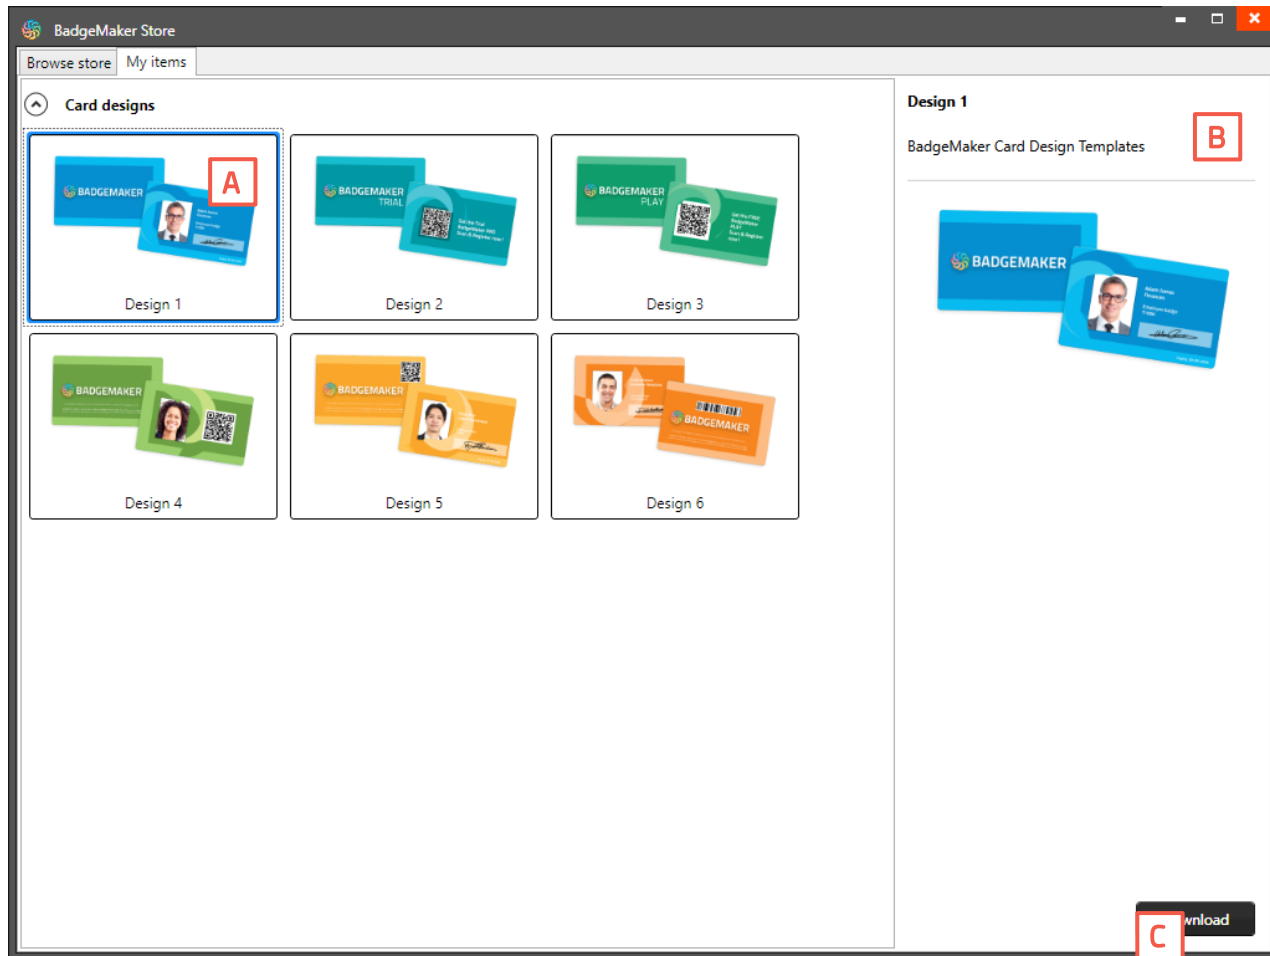 BadgeMaker Store
Browse store
My items
Card designs
BADGEMAKER
A
Design 1
BADGEMAKER
TRIAL
Design 2
BADGEMAKER
PLAY
Design 3
BADGEMAKER
Design 4
BADGEMAKER
Design 5
BADGEMAKER
Design 6
Design 1
BadgeMaker Card Design Templates
B
BADGEMAKER
C
wnload